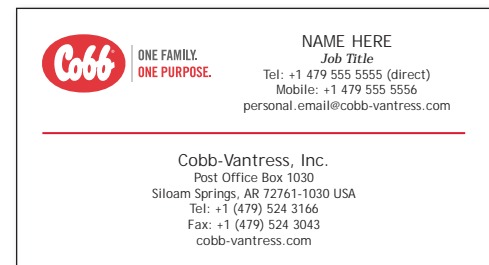 Cobb
ONE FAMILY.
ONE PURPOSE.
NAME HERE
Job Title
Tel: +1 479 555 5555 (direct)
Mobile: +1 479 555 5556
personal.email@cobb-vantress.com
Cobb-Vantress, Inc.
Post Office Box 1030
Siloam Springs, AR 72761-1030 USA
Tel: +1 (479) 524 3166
Fax: +1 (479) 524 3043
cobb-vantress.com